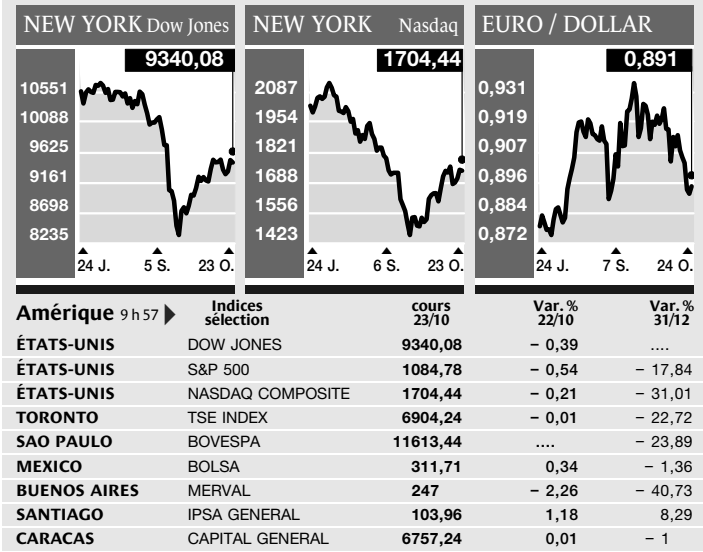 NEW YORK Dow Jones
9340,08
10551
10088
9625
9161
8698
8235
24 J. 5 S. 23 O.
NEW YORK Nasdaq
1704,44
2087
1954
1821
1688
1556
1423
24 J. 6 S. 23 O.
EURO / DOLLAR
0,891
0,931
0,919
0,907
0,896
0,884
0,872
24 J. 7 S. 24 O.
Amérique 9h57 Indices sélection cours 23/10 Var. % 22/10 Var. % 31/12
ÉTATS-UNIS DOW JONES 9340,08 – 0,39 ....
ÉTATS-UNIS S&P 500 1084,78 – 0,54 – 17,84
ÉTATS-UNIS NASDAQ COMPOSITE 1704,44 – 0,21 – 31,01
TORONTO TSE INDEX 6904,24 – 0,01 – 22,72
SAO PAULO BOVESPA 11613,44 .... – 23,89
MEXICO BOLSA 311,71 0,34 – 1,36
BUENOS AIRES MERVAL 247 – 2,26 – 40,73
SANTIAGO IPSA GENERAL 103,96 1,18 8,29
CARACAS CAPITAL GENERAL 6757,24 0,01 – 1